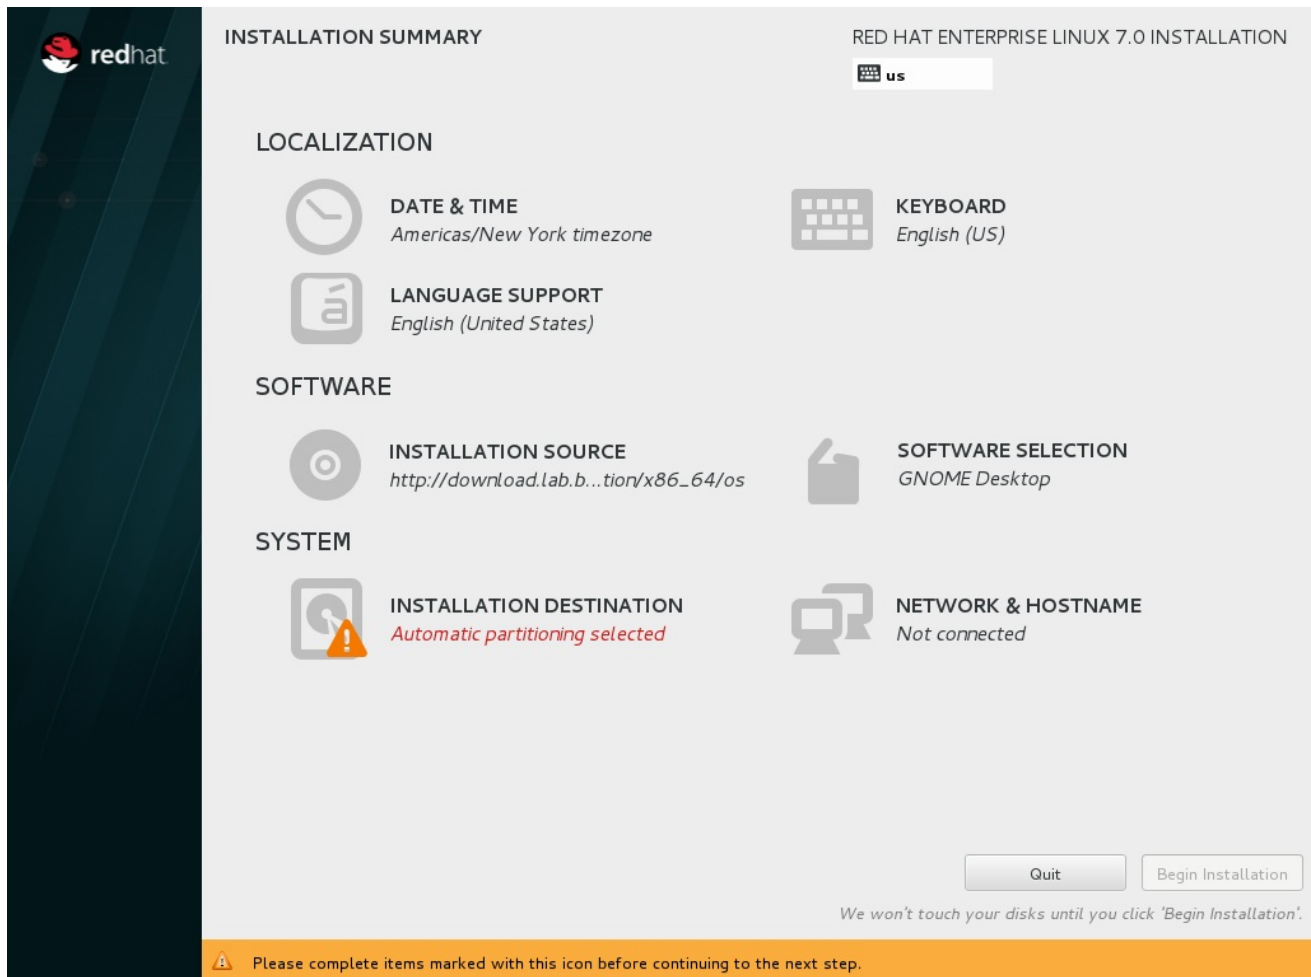 redhat
INSTALLATION SUMMARY
RED HAT ENTERPRISE LINUX 7.0 INSTALLATION
us
LOCALIZATION
DATE & TIME
Americas/New York timezone
KEYBOARD
English (US)
á
LANGUAGE SUPPORT
English (United States)
SOFTWARE
INSTALLATION SOURCE
http://download.lab.b...tion/x86_64/os
SOFTWARE SELECTION
GNOME Desktop
SYSTEM
INSTALLATION DESTINATION
Automatic partitioning selected
NETWORK & HOSTNAME
Not connected
Quit
Begin Installation
We won't touch your disks until you click 'Begin Installation'.
Please complete items marked with this icon before continuing to the next step.